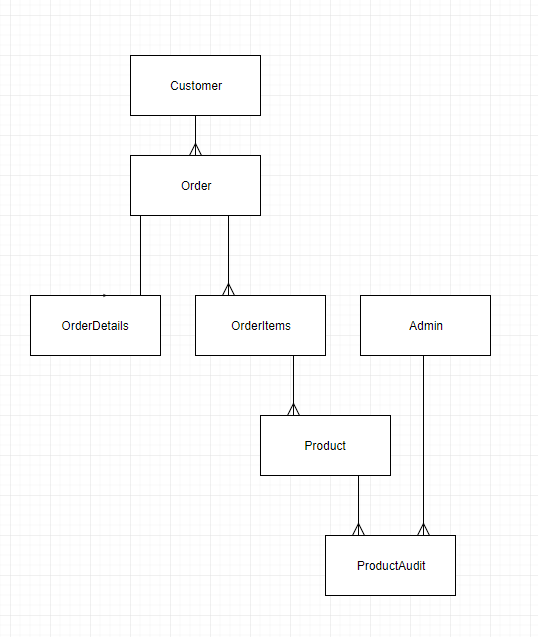 Customer
Order
OrderDetails
OrderItems
Admin
Product
ProductAudit